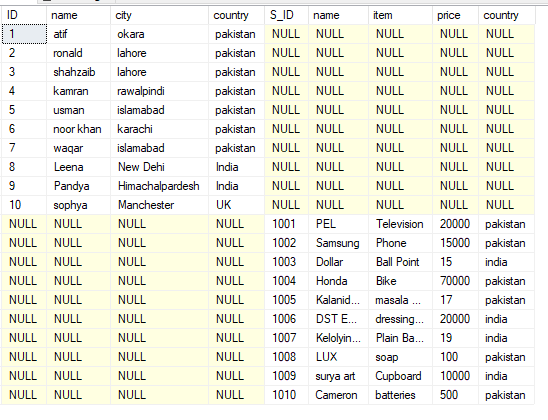 ID name city country S_ID name item price country
1 atif okara pakistan NULL NULL NULL NULL NULL
2 ronald lahore pakistan NULL NULL NULL NULL NULL
3 shahzaib lahore pakistan NULL NULL NULL NULL NULL
4 kamran rawalpindi pakistan NULL NULL NULL NULL NULL
5 usman islamabad pakistan NULL NULL NULL NULL NULL
6 noor khan karachi pakistan NULL NULL NULL NULL NULL
7 waqar islamabad pakistan NULL NULL NULL NULL NULL
8 Leena New Dehi India NULL NULL NULL NULL NULL
9 Pandya Himachalpardesh India NULL NULL NULL NULL NULL
10 sophya Manchester UK NULL NULL NULL NULL NULL
NULL NULL NULL NULL 1001 PEL Television 20000 pakistan
NULL NULL NULL NULL 1002 Samsung Phone 15000 pakistan
NULL NULL NULL NULL 1003 Dollar Ball Point 15 india
NULL NULL NULL NULL 1004 Honda Bike 70000 pakistan
NULL NULL NULL NULL 1005 Kalanid... masala ... 17 pakistan
NULL NULL NULL NULL 1006 DST E... dressing... 20000 india
NULL NULL NULL NULL 1007 Kelolyin... Plain Ba... 19 india
NULL NULL NULL NULL 1008 LUX soap 100 pakistan
NULL NULL NULL NULL 1009 surya art Cupboard 10000 india
NULL NULL NULL NULL 1010 Cameron batteries 500 pakistan